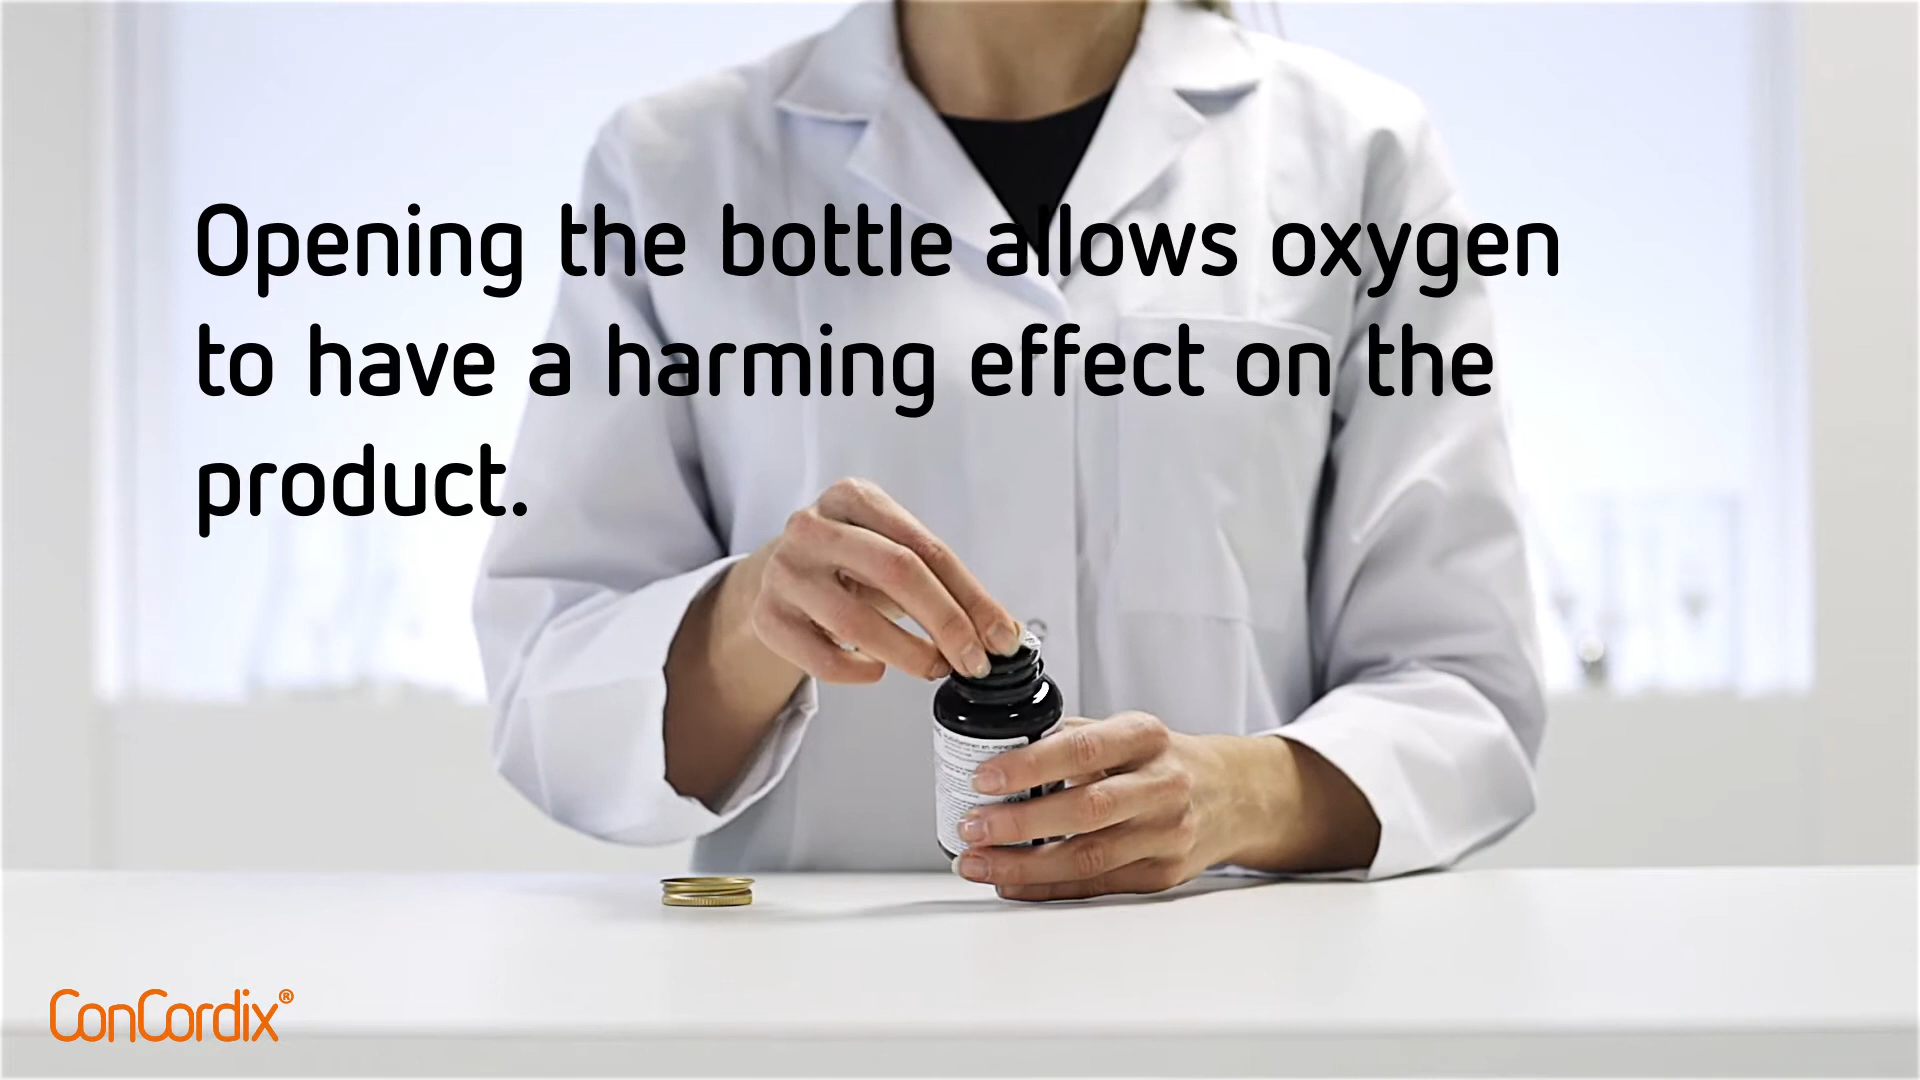 Opening the bottle allows oxygen
to have a harming effect on the
product.
ConCordix®